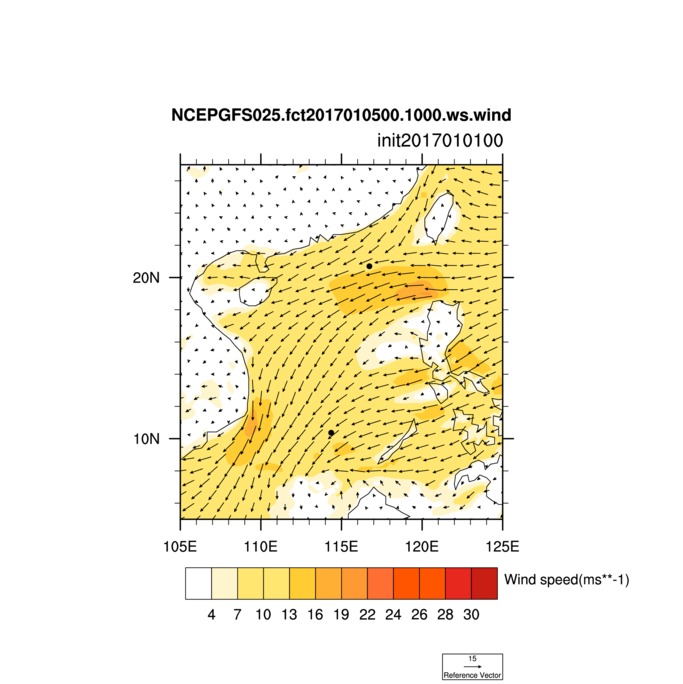 NCEPGFS025.fct2017010500.1000.ws.wind
init2017010100
20N
10N
105E 110E 115E 120E 125E
Wind speed(ms**-1)
4 7 10 13 16 19 22 24 26 28 30
15
Reference Vector